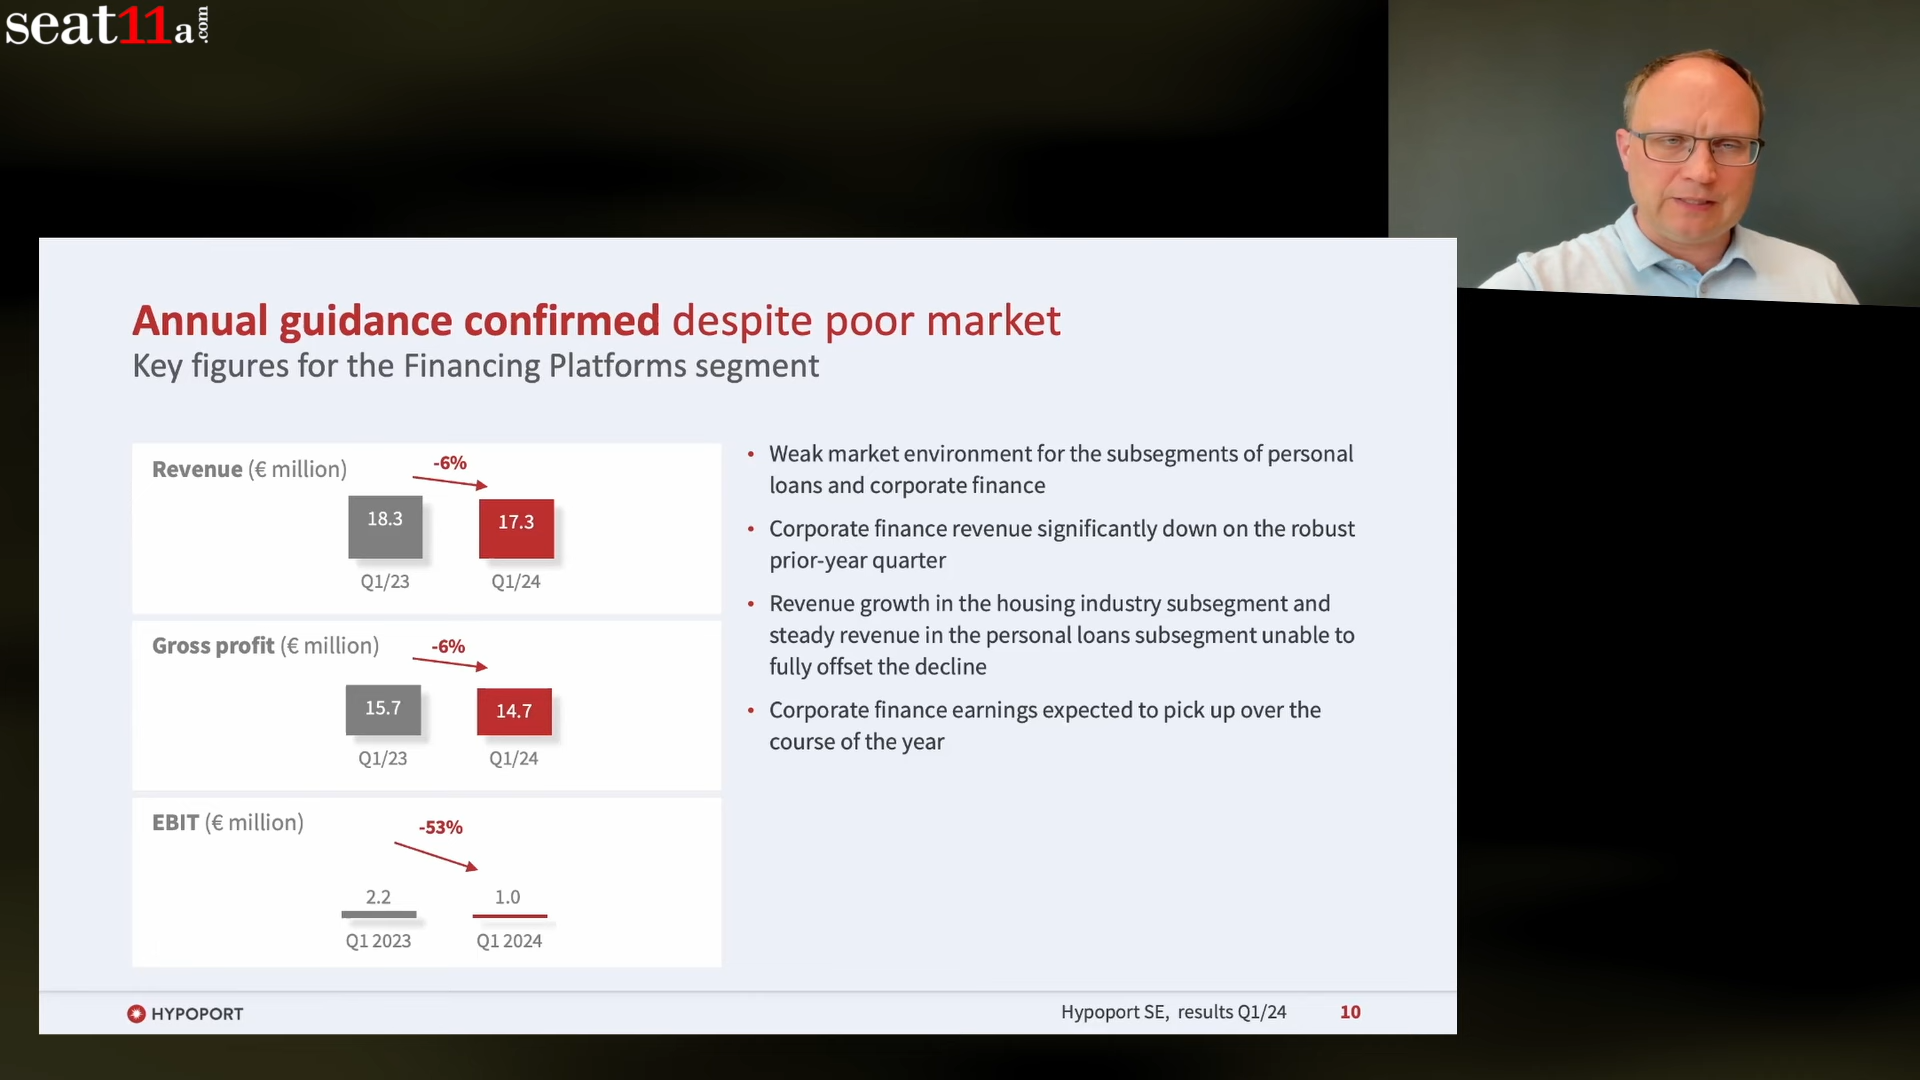 seat11a.com
Annual guidance confirmed despite poor market
Key figures for the Financing Platforms segment
Revenue (€ million)
-6%
18.3
17.3
Q1/23
Q1/24
Gross profit (€ million)
-6%
15.7
14.7
Q1/23
Q1/24
EBIT (€ million)
-53%
2.2
1.0
Q1 2023
Q1 2024
• Weak market environment for the subsegments of personal
loans and corporate finance
• Corporate finance revenue significantly down on the robust
prior-year quarter
• Revenue growth in the housing industry subsegment and
steady revenue in the personal loans subsegment unable to
fully offset the decline
• Corporate finance earnings expected to pick up over the
course of the year
HYPOPORT
Hypoport SE, results Q1/24
10